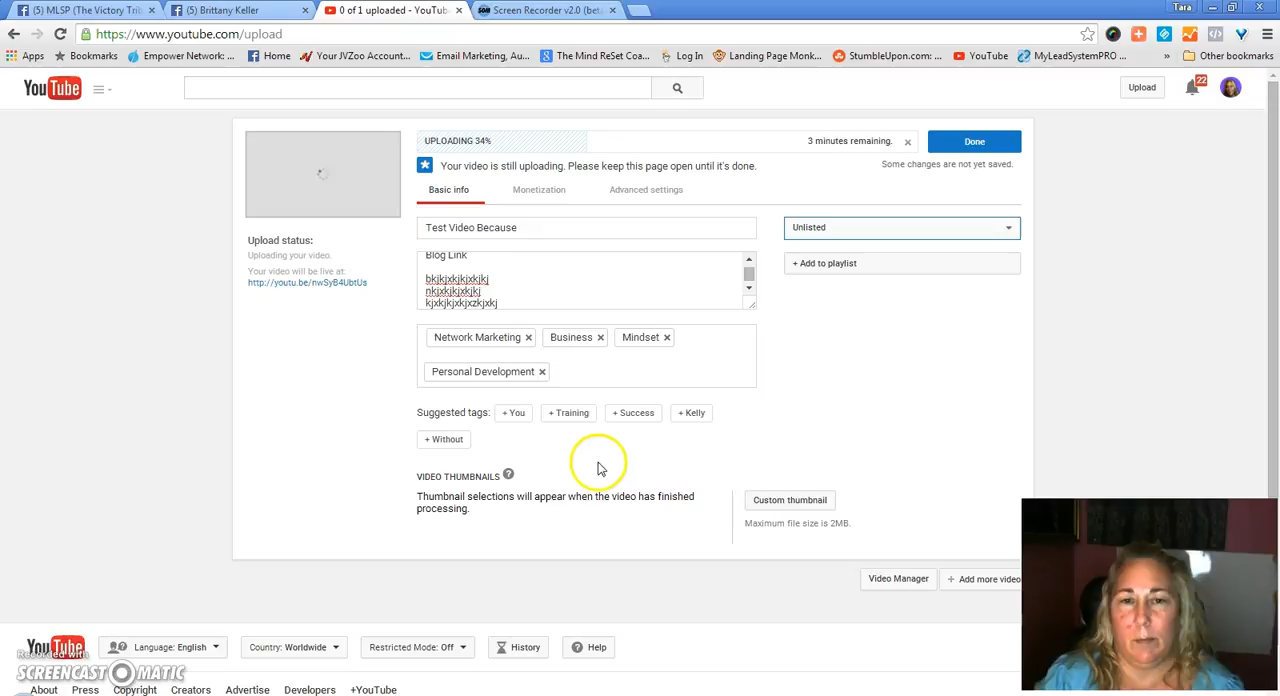 (5) MLSP (The Victory Trib
(5) Brittany Keller
0 of 1 uploaded - YouTub
Screen Recorder v2.0 (beta
Tara
https://www.youtube.com/upload
Apps
Bookmarks
Empower Network: ...
Home
Your JVZoo Account...
Email Marketing, Au...
The Mind ReSet Coa...
Log In
Landing Page Monk...
StumbleUpon.com: ...
YouTube
MyLeadSystemPRO ...
»
Other bookmarks
YouTube
Upload
22
UPLOADING 34%
3 minutes remaining.
Done
Your video is still uploading. Please keep this page open until it's done.
Some changes are not yet saved.
Basic info
Monetization
Advanced settings
Upload status:
Uploading your video.
Your video will be live at:
http://youtu.be/nwSyB4UbtUs
Test Video Because
Unlisted
Blog Link
bkjkjxkjkjxkjkj
nkjxkjkjxkjkj
kjxkjkjxkjxzkjxkj
+ Add to playlist
Network Marketing
Business
Mindset
Personal Development
Suggested tags:
+ You
+ Training
+ Success
+ Kelly
+ Without
VIDEO THUMBNAILS
Thumbnail selections will appear when the video has finished
processing.
Custom thumbnail
Maximum file size is 2MB.
Video Manager
+ Add more video
YouTube
Language: English
Country: Worldwide
Restricted Mode: Off
History
Help
Recorded with
SCREENCAST MATIC
About
Press
Copyright
Creators
Advertise
Developers
+YouTube